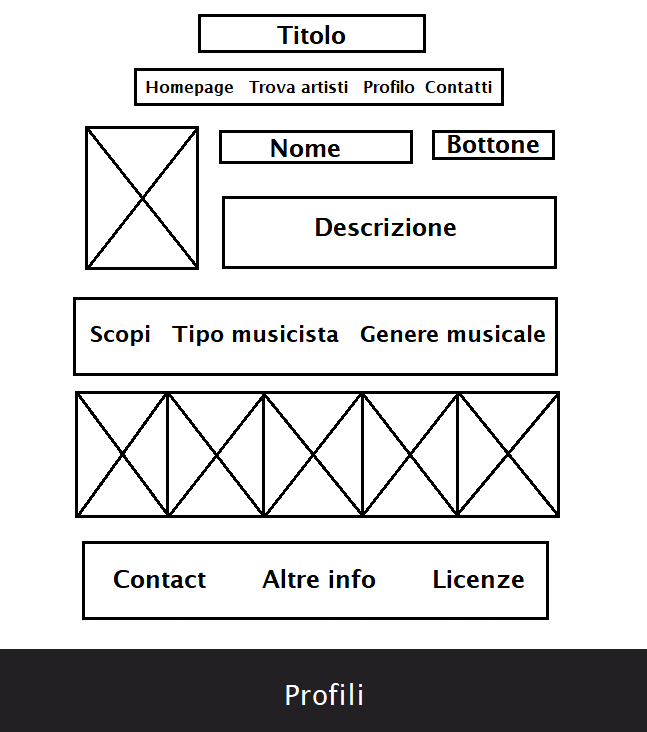 Titolo
Homepage Trova artisti Profilo Contatti
Nome Bottone
Descrizione
Scopi Tipo musicista Genere musicale
Contact Altre info Licenze
Profili